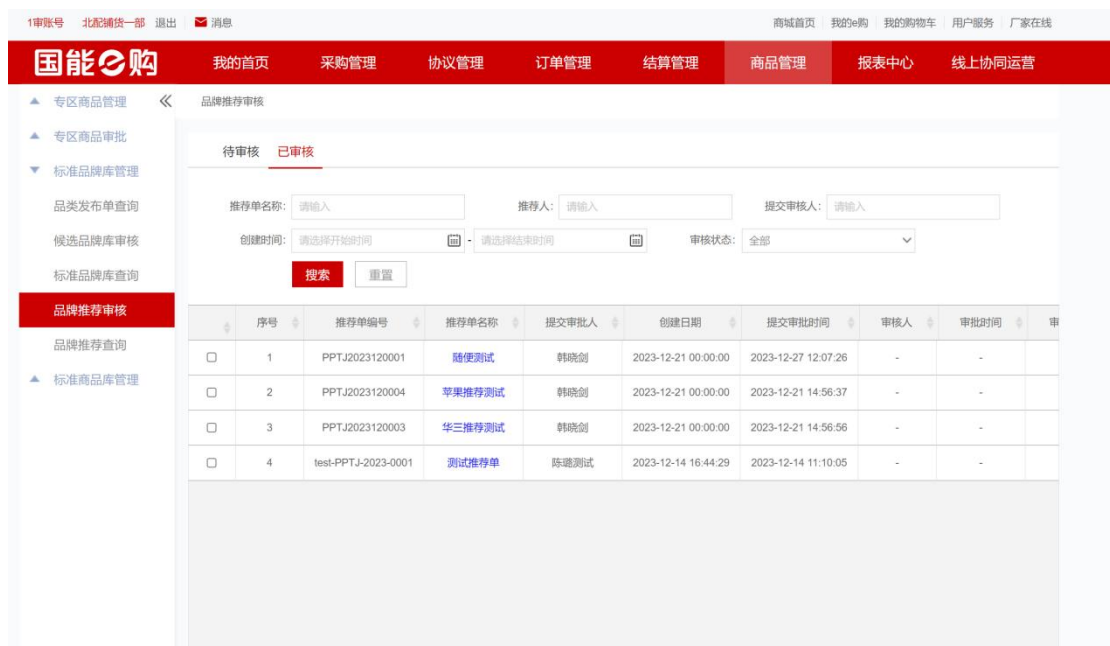 1审账号 北配铺货一部 退出 消息 商城首页 我的e购 我的购物车 用户服务 厂家在线
国能e购 我的首页 采购管理 协议管理 订单管理 结算管理 商品管理 报表中心 线上协同运营
专区商品管理
品牌推荐审核
专区商品审批
待审核 已审核
标准品牌库管理
品类发布单查询
推荐单名称: 请输入 推荐人: 请输入 提交审核人: 请输入
候选品牌库审核
创建时间: 请选择开始时间 - 请选择结束时间 审核状态: 全部
标准品牌库查询
搜索 重置
品牌推荐审核
序号 推荐单编号 推荐单名称 提交审批人 创建日期 提交审批时间 审核人 审批时间 审
品牌推荐查询
1 PPTJ2023120001 随便测试 韩晓剑 2023-12-21 00:00:00 2023-12-27 12:07:26 - -
标准商品库管理
2 PPTJ2023120004 苹果推荐测试 韩晓剑 2023-12-21 00:00:00 2023-12-21 14:56:37 - -
3 PPTJ2023120003 华三推荐测试 韩晓剑 2023-12-21 00:00:00 2023-12-21 14:56:56 - -
4 test-PPTJ-2023-0001 测试推荐单 陈璐测试 2023-12-14 16:44:29 2023-12-14 11:10:05 - -